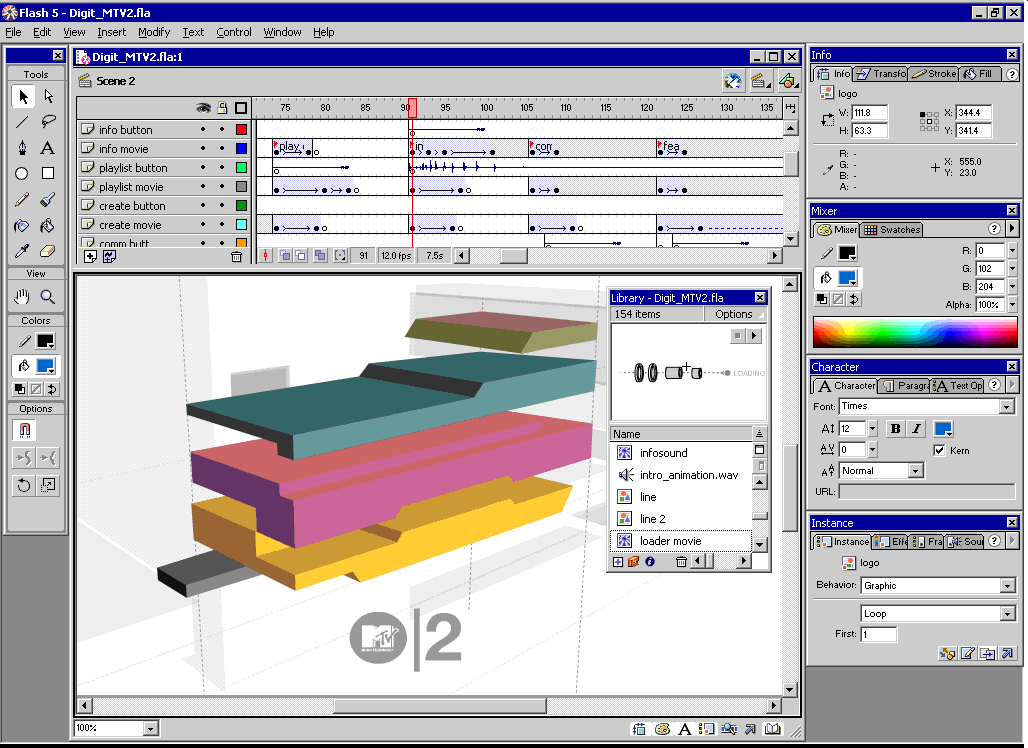 Flash 5 - Digit_MTV2.fla
File Edit View Insert Modify Text Control Window Help
Tools
View
Colors
Options
Digit_MTV2.fla:1
Scene 2
75 80 85 90 95 100 105 110 115 120 125 130 135
info button
info movie
play in com fea
playlist button
playlist movie
create button
create movie
comm butt
91 12.0 fps 7.5s
Library - Digit_MTV2.fla
154 items Options
LOADING
Name
infosound
intro_animation.wav
line
line 2
loader movie
MTV 2
100%
Info
Info Transfo Stroke Fill
logo
W: 111.8 X: 344.4
H: 63.3 Y: 341.4
R: -
G: - X: 555.0
B: - Y: 23.0
A: -
Mixer
Mixer Swatches
R: 0
G: 102
B: 204
Alpha: 100%
Character
Character Paragra Text Op
Font: Times
12 B I
0 Kern
Normal
URL:
Instance
Instance Effe Fra Sou
logo
Behavior: Graphic
Loop
First: 1